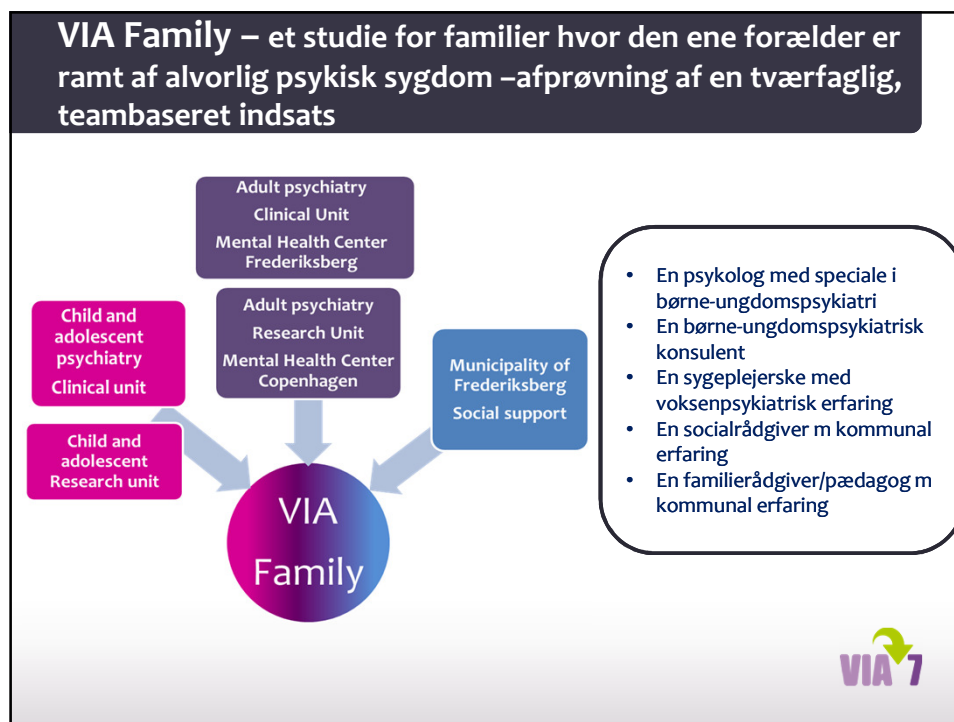 VIA Family – et studie for familier hvor den ene forælder er
ramt af alvorlig psykisk sygdom –afprøvning af en tværfaglig,
teambaseret indsats
Adult psychiatry
Clinical Unit
Mental Health Center
Frederiksberg
Child and
adolescent
psychiatry
Clinical unit
Adult psychiatry
Research Unit
Mental Health Center
Copenhagen
Municipality of
Frederiksberg
Social support
Child and
adolescent
Research unit
VIA
Family
• En psykolog med speciale i
børne-ungdomspsykiatri
• En børne-ungdomspsykiatrisk
konsulent
• En sygeplejerske med
voksenpsykiatrisk erfaring
• En socialrådgiver m kommunal
erfaring
• En familierådgiver/pædagog m
kommunal erfaring
VIA 7